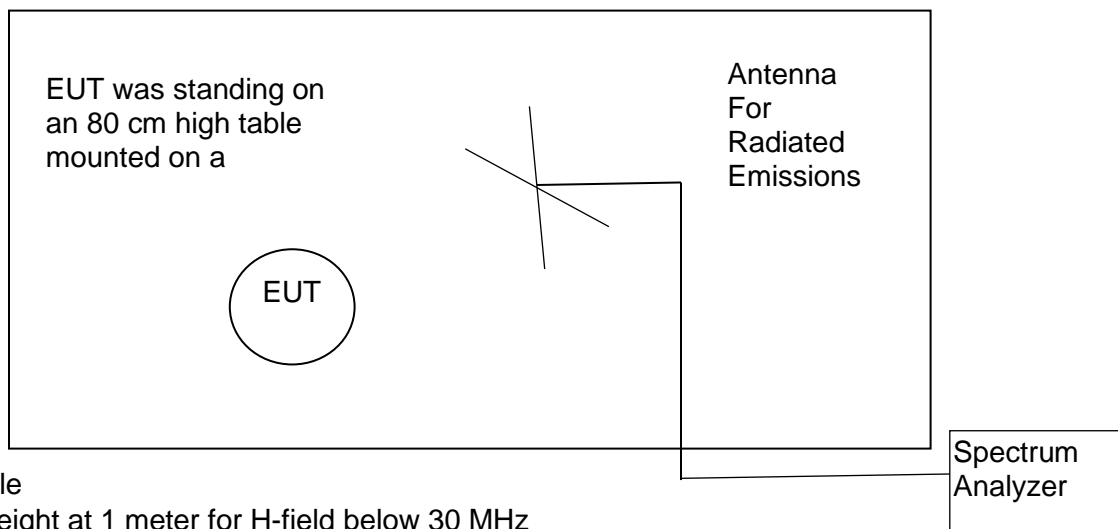 EUT was standing on
an 80 cm high table
mounted on a
Antenna
For
Radiated
Emissions
EUT
Spectrum
Analyzer
le
eight at 1 meter for H-field below 30 MHz